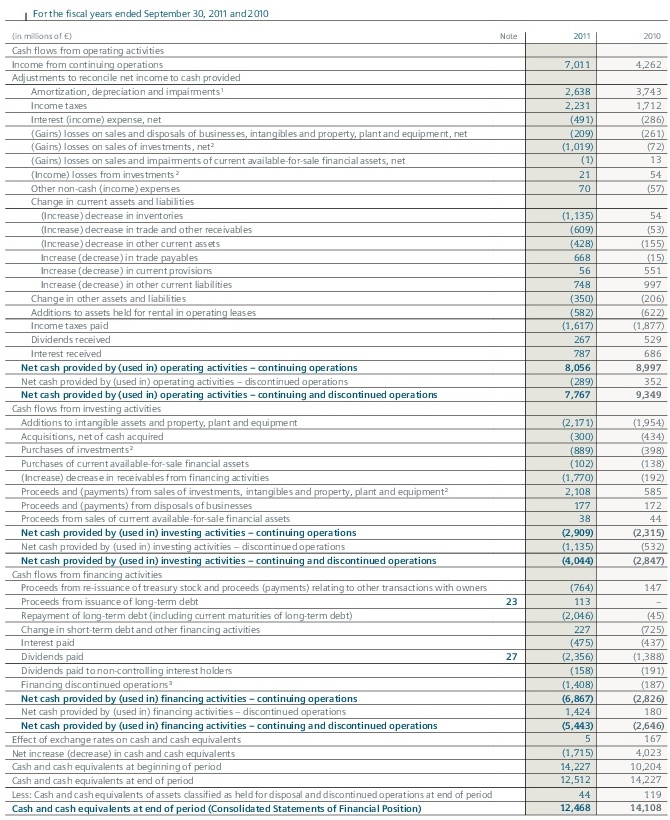 For the fiscal years ended September 30, 2011 and 2010
(in millions of €) Note 2011 2010
Cash flows from operating activities
Income from continuing operations 7,011 4,262
Adjustments to reconcile net income to cash provided
Amortization, depreciation and impairments¹ 2,638 3,743
Income taxes 2,231 1,712
Interest (income) expense, net (491) (286)
(Gains) losses on sales and disposals of businesses, intangibles and property, plant and equipment, net (209) (261)
(Gains) losses on sales of investments, net² (1,019) (72)
(Gains) losses on sales and impairments of current available-for-sale financial assets, net (1) 13
(Income) losses from investments² 21 54
Other non-cash (income) expenses 70 (57)
Change in current assets and liabilities
(Increase) decrease in inventories (1,135) 54
(Increase) decrease in trade and other receivables (609) (53)
(Increase) decrease in other current assets (428) (155)
Increase (decrease) in trade payables 668 (15)
Increase (decrease) in current provisions 56 551
Increase (decrease) in other current liabilities 748 997
Change in other assets and liabilities (350) (206)
Additions to assets held for rental in operating leases (582) (622)
Income taxes paid (1,617) (1,877)
Dividends received 267 529
Interest received 787 686
Net cash provided by (used in) operating activities – continuing operations 8,056 8,997
Net cash provided by (used in) operating activities – discontinued operations (289) 352
Net cash provided by (used in) operating activities – continuing and discontinued operations 7,767 9,349
Cash flows from investing activities
Additions to intangible assets and property, plant and equipment (2,171) (1,954)
Acquisitions, net of cash acquired (300) (434)
Purchases of investments² (889) (398)
Purchases of current available-for-sale financial assets (102) (138)
(Increase) decrease in receivables from financing activities (1,770) (192)
Proceeds and (payments) from sales of investments, intangibles and property, plant and equipment² 2,108 585
Proceeds and (payments) from disposals of businesses 177 172
Proceeds from sales of current available-for-sale financial assets 38 44
Net cash provided by (used in) investing activities – continuing operations (2,909) (2,315)
Net cash provided by (used in) investing activities – discontinued operations (1,135) (532)
Net cash provided by (used in) investing activities – continuing and discontinued operations (4,044) (2,847)
Cash flows from financing activities
Proceeds from re-issuance of treasury stock and proceeds (payments) relating to other transactions with owners (764) 147
Proceeds from issuance of long-term debt 23 113 –
Repayment of long-term debt (including current maturities of long-term debt) (2,046) (45)
Change in short-term debt and other financing activities 227 (725)
Interest paid (475) (437)
Dividends paid 27 (2,356) (1,388)
Dividends paid to non-controlling interest holders (158) (191)
Financing discontinued operations³ (1,408) (187)
Net cash provided by (used in) financing activities – continuing operations (6,867) (2,826)
Net cash provided by (used in) financing activities – discontinued operations 1,424 180
Net cash provided by (used in) financing activities – continuing and discontinued operations (5,443) (2,646)
Effect of exchange rates on cash and cash equivalents 5 167
Net increase (decrease) in cash and cash equivalents (1,715) 4,023
Cash and cash equivalents at beginning of period 14,227 10,204
Cash and cash equivalents at end of period 12,512 14,227
Less: Cash and cash equivalents of assets classified as held for disposal and discontinued operations at end of period 44 119
Cash and cash equivalents at end of period (Consolidated Statements of Financial Position) 12,468 14,108